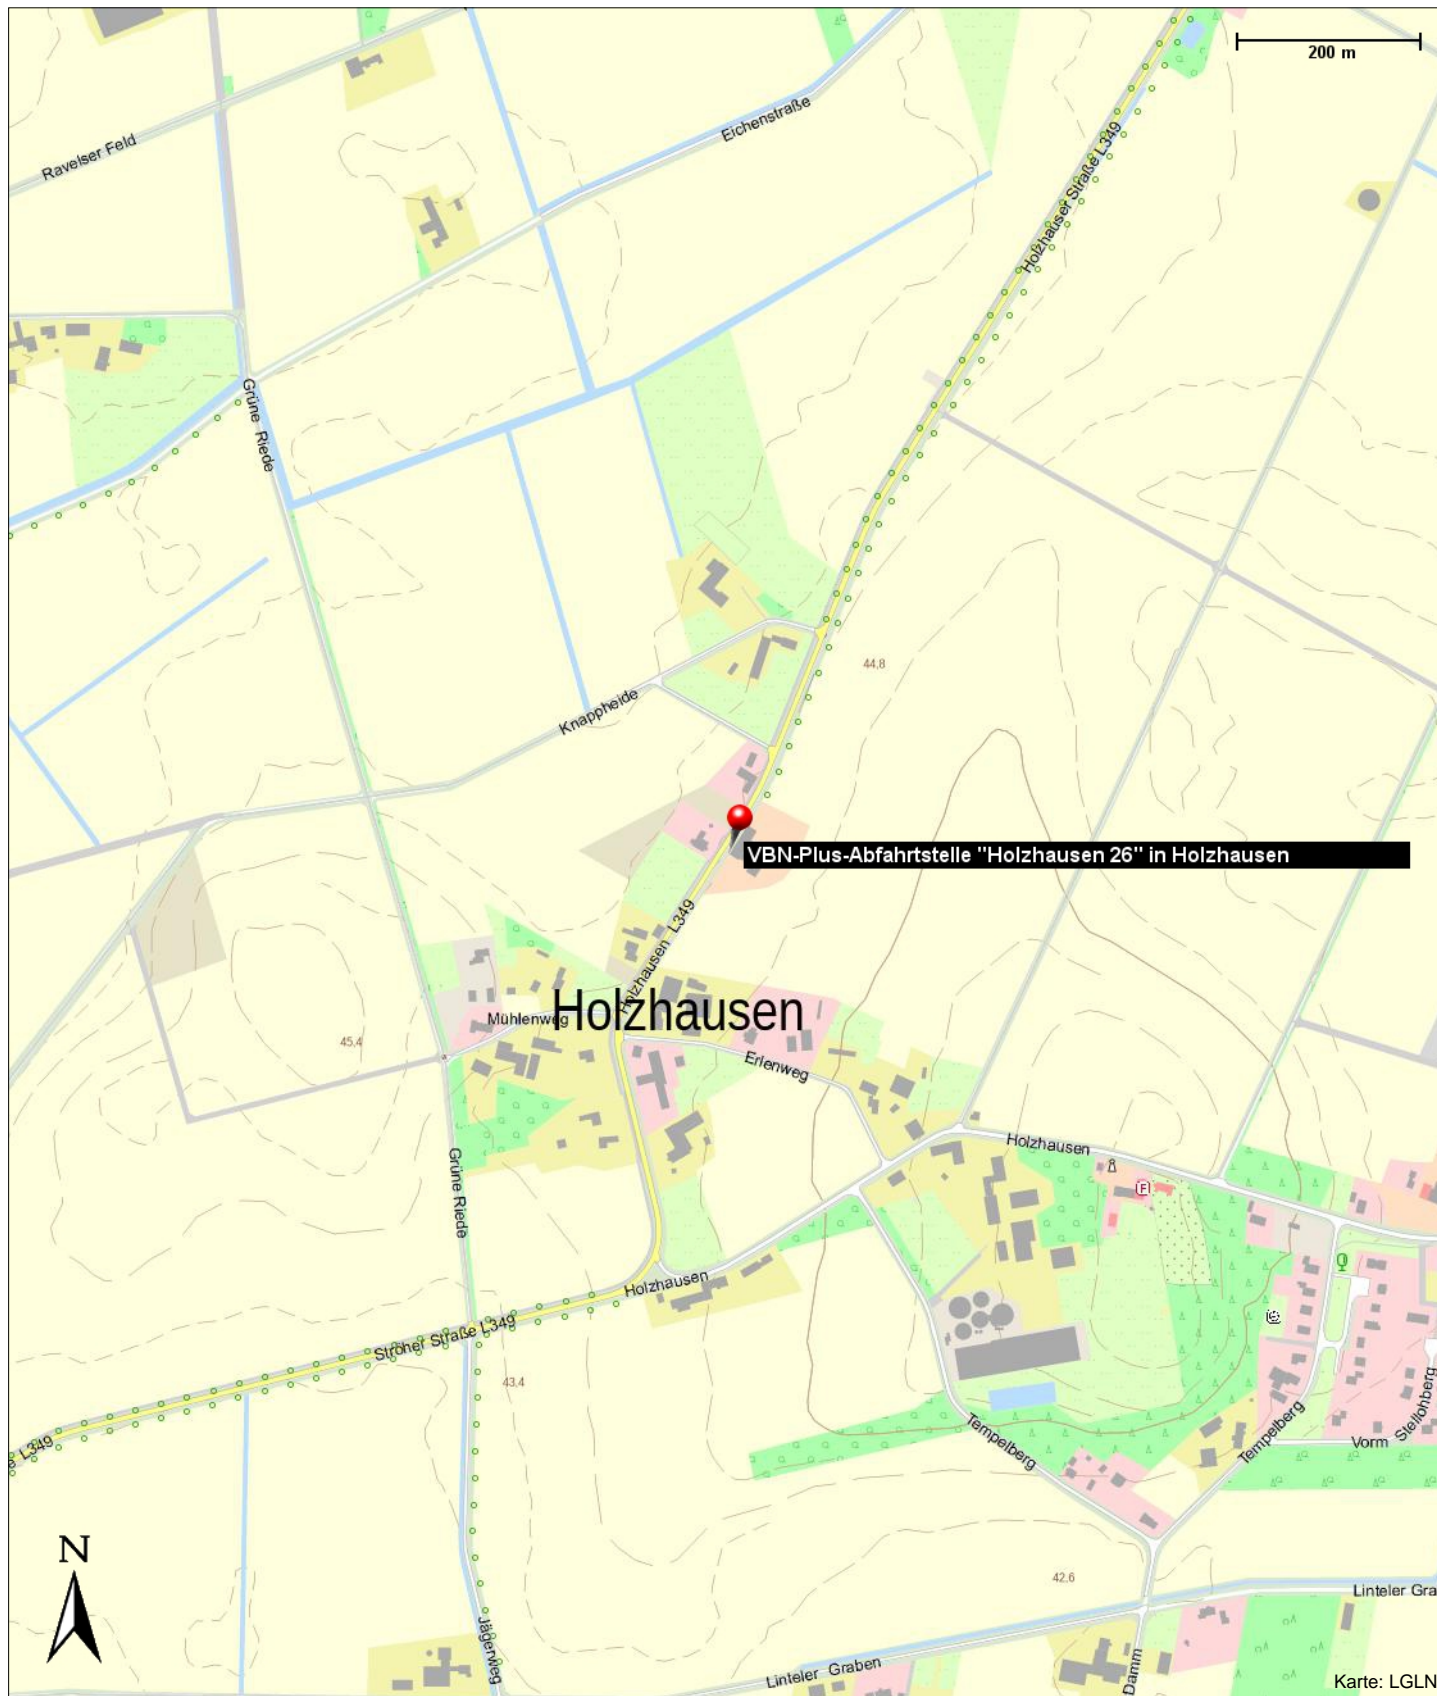 200 m
Eichenstraße
Ravelser Feld
Holzhauser Straße L349
Grüne Riede
44,8
Knappheide
VBN-Plus-Abfahrtstelle "Holzhausen 26" in Holzhausen
Holzhausen L349
Holzhausen
Mühlenweg
45,4
Erlenweg
Holzhausen
F
Grüne Riede
Holzhausen
Ströher Straße L349
43,4
L349
Tempelberg
Tempelberg
Vorm Stellohberg
N
42,6
Linteler Gra
Jägerweg
Linteler Graben
Damm
Karte: LGLN